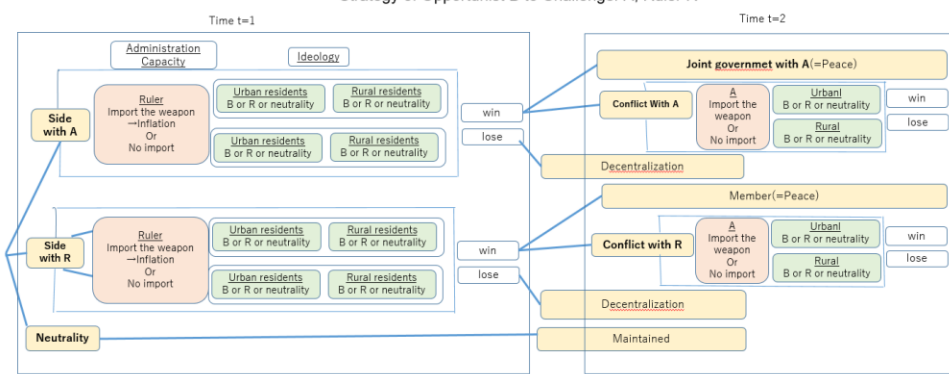 Strategy of Opportunist B to Challenger A, Ruler R
Time t=1
Time t=2
Administration
Capacity
Ideology
Side
with A
Ruler
Import the weapon
→Inflation
Or
No import
Urban residents
B or R or neutrality
Rural residents
B or R or neutrality
Urban residents
B or R or neutrality
Rural residents
B or R or neutrality
win
lose
Joint governmet with A(=Peace)
Conflict With A
A
Import the
weapon
Or
No import
Urbanl
B or R or neutrality
Rural
B or R or neutrality
win
lose
Decentralization
Side
with R
Ruler
Import the weapon
→Inflation
Or
No import
Urban residents
B or R or neutrality
Rural residents
B or R or neutrality
Urban residents
B or R or neutrality
Rural residents
B or R or neutrality
win
lose
Member(=Peace)
Conflict with R
A
Import the
weapon
Or
No import
Urbanl
B or R or neutrality
Rural
B or R or neutrality
win
lose
Decentralization
Neutrality
Maintained